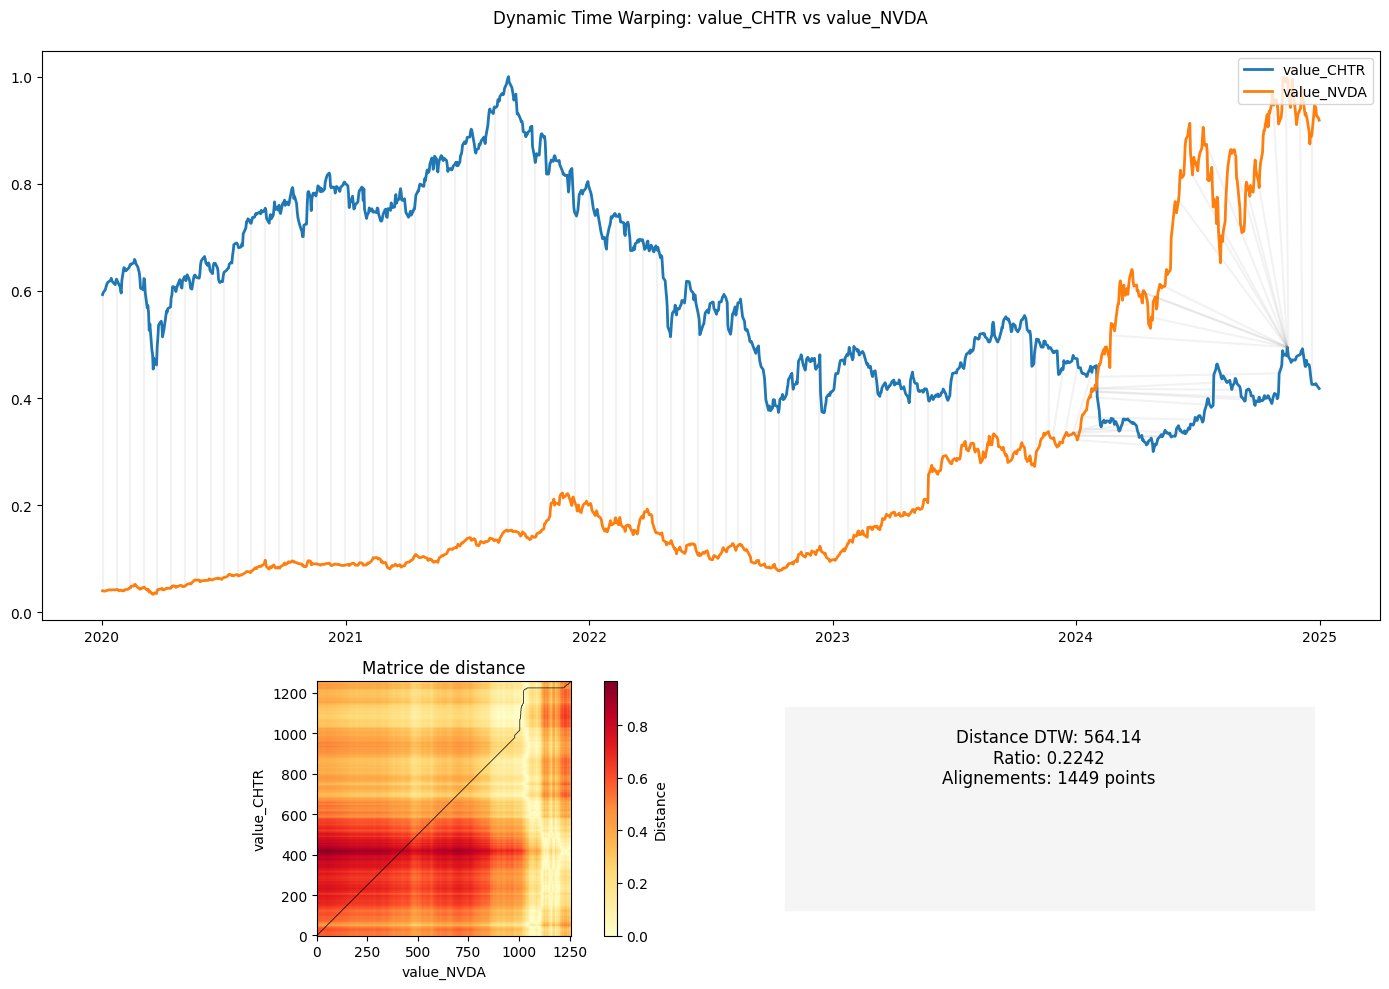 Dynamic Time Warping: value_CHTR vs value_NVDA
value_CHTR
value_NVDA
1.0
0.8
0.6
0.4
0.2
0.0
2020 2021 2022 2023 2024 2025
Matrice de distance
value_CHTR
1200
1000
800
600
400
200
0
0 250 500 750 1000 1250
value_NVDA
0.8
0.6
0.4
0.2
0.0
Distance
Distance DTW: 564.14
Ratio: 0.2242
Alignements: 1449 points